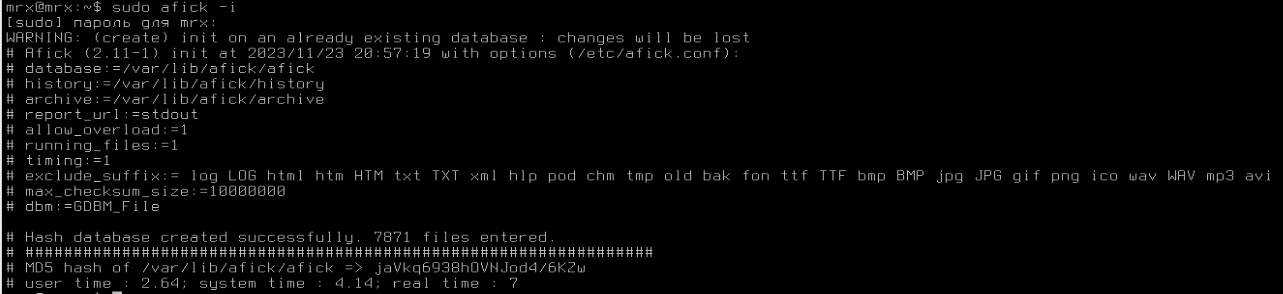 mrx@mrx:~$ sudo afick -i
[sudo] пароль для mrx:
WARNING: (create) init on an already existing database : changes will be lost
# Afick (2.11-1) init at 2023/11/23 20:57:19 with options (/etc/afick.conf):
# database:=/var/lib/afick/afick
# history:=/var/lib/afick/history
# archive:=/var/lib/afick/archive
# report_url:=stdout
# allow_overload:=1
# running_files:=1
# timing:=1
# exclude_suffix:= log LOG html htm HTM txt TXT xml hlp pod chm tmp old bak fon ttf TTF bmp BMP jpg JPG gif png ico wav WAV mp3 avi
# max_checksum_size:=10000000
# dbm:=GDBM_File
# Hash database created successfully. 7871 files entered.
# #################################################################
# MD5 hash of /var/lib/afick/afick => jaVkq6938hOVNJod4/6KZw
# user time : 2.64; system time : 4.14; real time : 7